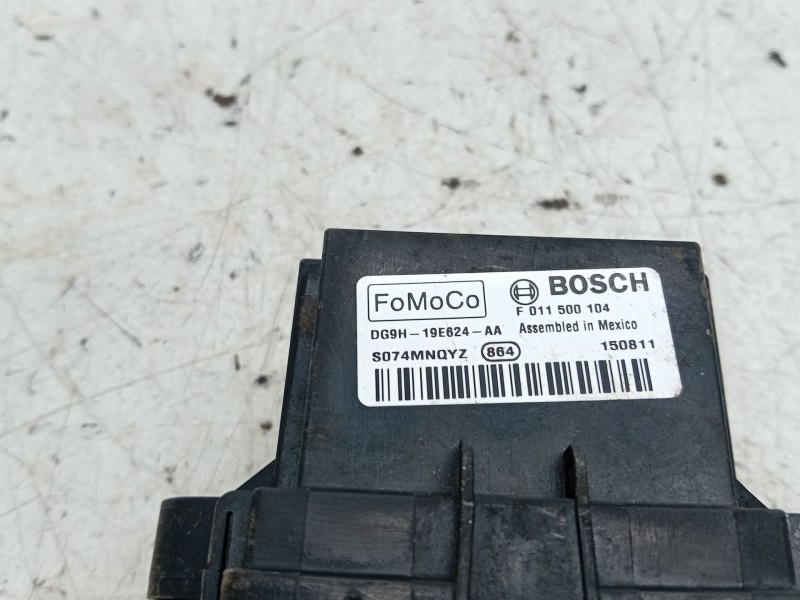 FoMoCo BOSCH
F 011 500 104
DG9H-19E624-AA Assembled in Mexico
S074MNQYZ 864 150811